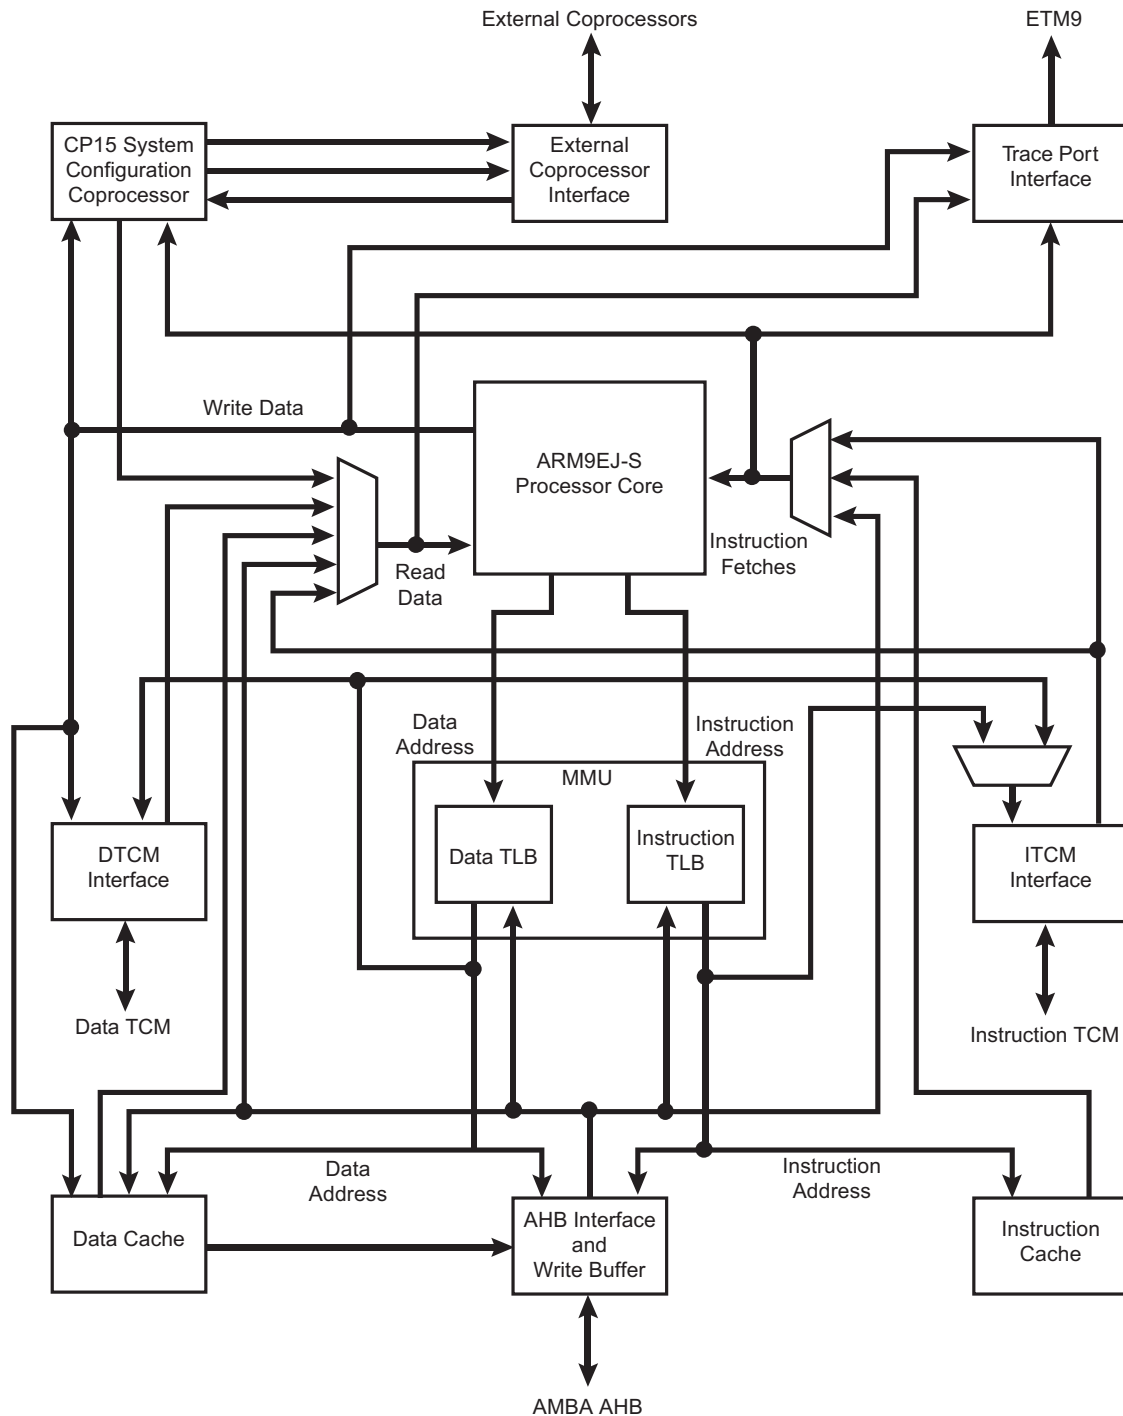 External Coprocessors
ETM9
CP15 System
Configuration
Coprocessor
External
Coprocessor
Interface
Trace Port
Interface
Write Data
ARM9EJ-S
Processor Core
Instruction
Fetches
Read
Data
Data
Address
Instruction
Address
MMU
DTCM
Interface
Data TLB
Instruction
TLB
ITCM
Interface
Data TCM
Instruction TCM
Data
Address
Instruction
Address
Data Cache
AHB Interface
and
Write Buffer
Instruction
Cache
AMBA AHB